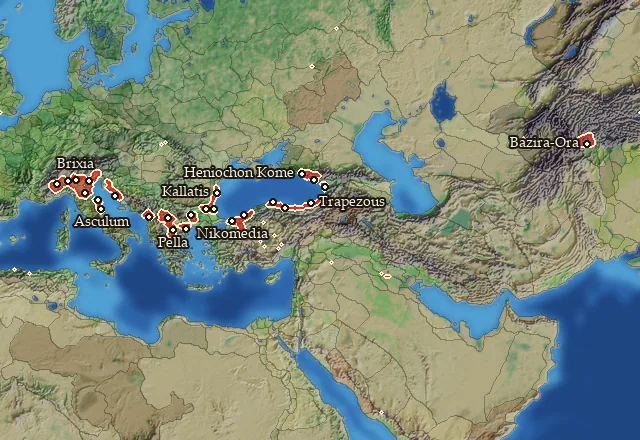 Brixia
Heniochon Kome
Bazira-Ora
Kallatis
Trapezous
Asculum
Nikomedia
Pella